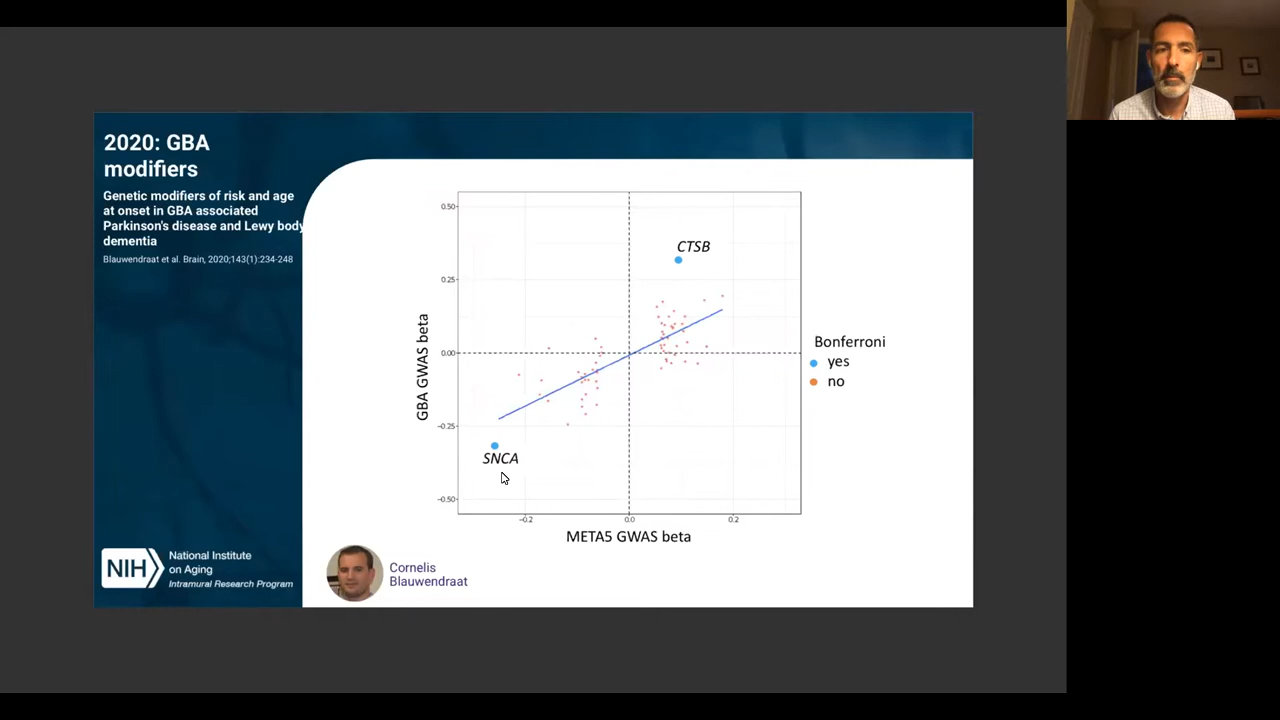 2020: GBA
modifiers
Genetic modifiers of risk and age
at onset in GBA associated
Parkinson's disease and Lewy body
dementia
Blauwendraat et al. Brain, 2020;143(1):234-248
NIH
National Institute
on Aging
Intramural Research Program
0.50
0.25
0.00
−0.25
−0.50
GBA GWAS beta
CTSB
SNCA
−0.2
0.0
0.2
META5 GWAS beta
Bonferroni
yes
no
Cornelis
Blauwendraat